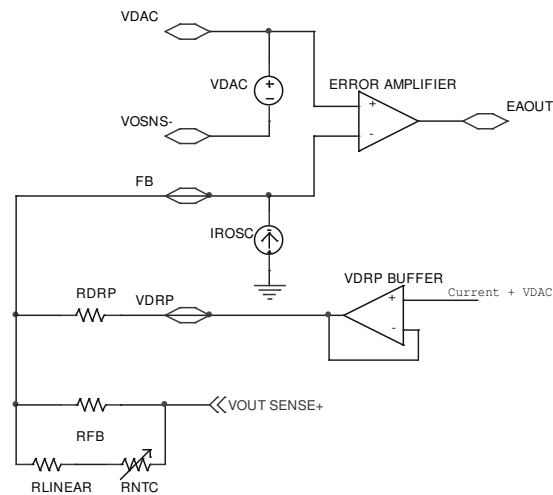 VDAC
VDAC
ERROR AMPLIFIER
+
-
+
-
EAOUT
VOSNS-
FB
IROSC
VDRP BUFFER
RDRP
VDRP
+
-
Current + VDAC
VOUT SENSE+
RFB
RLINEAR
RNTC